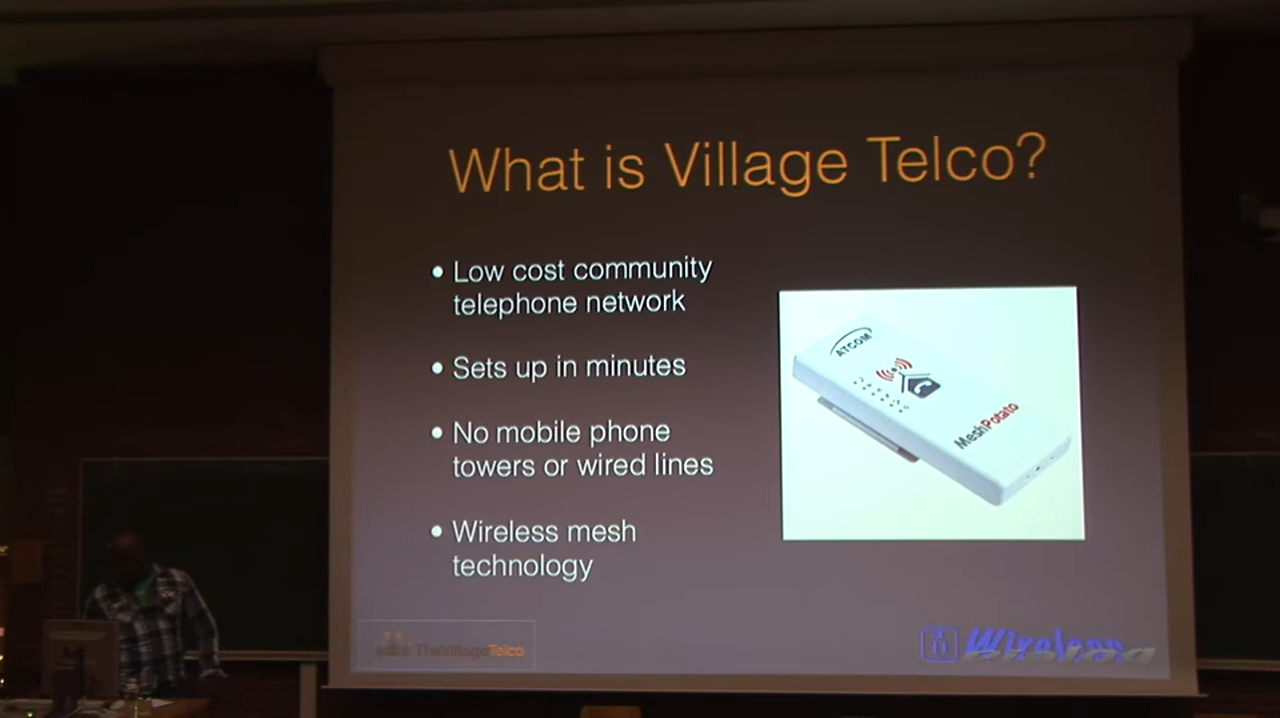 What is Village Telco?
• Low cost community
telephone network
• Sets up in minutes
• No mobile phone
towers or wired lines
• Wireless mesh
technology
ATCOM
MeshPotato
TheVillageTelco